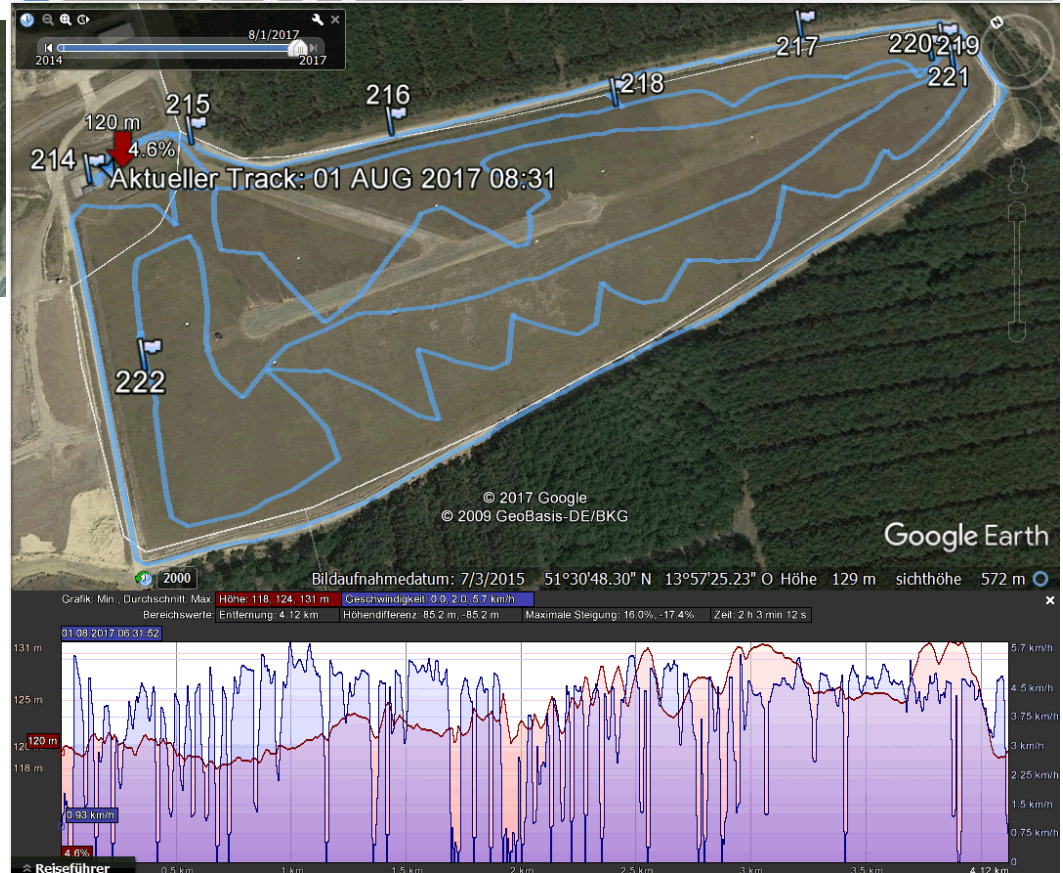 8/1/2017
2014 2017
215
216
217
218
220
219
221
120 m
4.6%
214
Aktueller Track: 01 AUG 2017 08:31
222
© 2017 Google
© 2009 GeoBasis-DE/BKG
Google Earth
2000
Bildaufnahmedatum: 7/3/2015 51°30'48.30" N 13°57'25.23" O Höhe 129 m sichthöhe 572 m
Grafik: Min., Durchschnitt, Max. Höhe: 118, 124, 131 m Geschwindigkeit: 0.0, 2.0, 5.7 km/h
Bereichswerte: Entfernung: 4.12 km Höhendifferenz: 85.2 m, -85.2 m Maximale Steigung: 16.0%, -17.4% Zeit: 2 h 3 min 12 s
01.08.2017 06:31:52
131 m
125 m
120 m
118 m
5.7 km/h
4.5 km/h
3.75 km/h
3 km/h
2.25 km/h
1.5 km/h
0.75 km/h
0
0.93 km/h
4.6%
Reiseführer
0.5 km 1 km 1.5 km 2 km 2.5 km 3 km 3.5 km 4.12 km